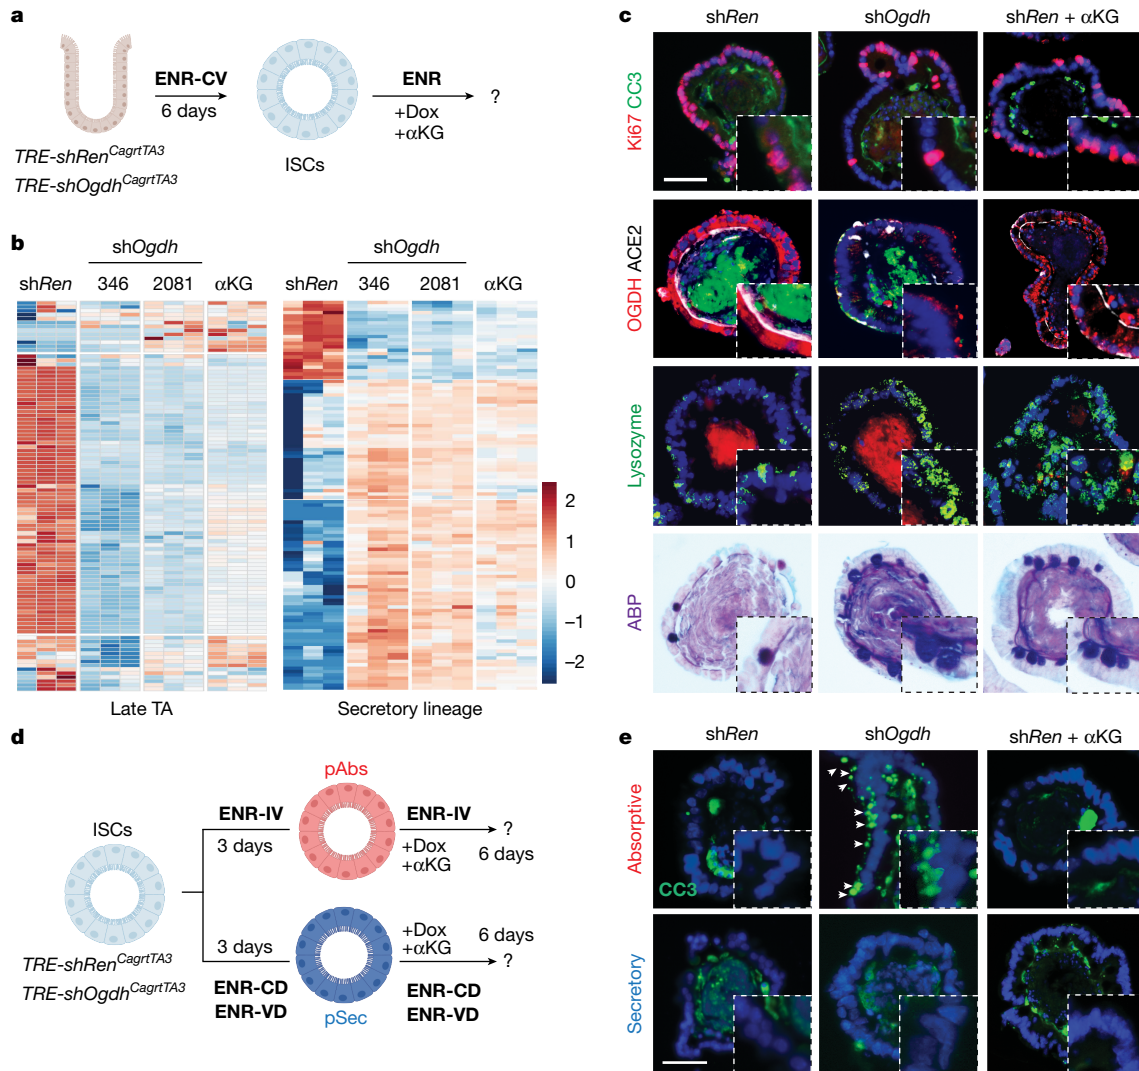 a
ENR-CV
6 days
ENR
+Dox
+αKG
?
ISCs
TRE-shRen^CagrtTA3
TRE-shOgdh^CagrtTA3
b
shOgdh
shRen 346 2081 αKG
shOgdh
shRen 346 2081 αKG
2
1
0
−1
−2
Late TA
Secretory lineage
c
shRen shOgdh shRen + αKG
Ki67 CC3
OGDH ACE2
Lysozyme
ABP
d
ISCs
TRE-shRen^CagrtTA3
TRE-shOgdh^CagrtTA3
pAbs
ENR-IV
3 days
ENR-IV
+Dox
+αKG
6 days
?
3 days
ENR-CD
ENR-VD
pSec
+Dox
+αKG
6 days
?
ENR-CD
ENR-VD
e
shRen shOgdh shRen + αKG
Absorptive
CC3
Secretory